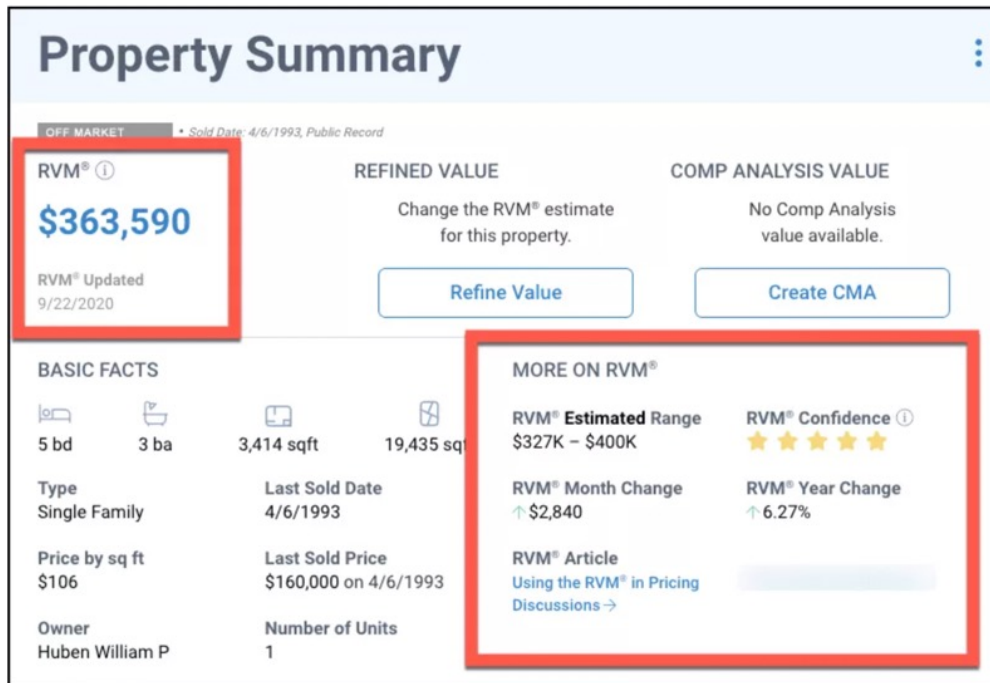 Property Summary
OFF MARKET • Sold Date: 4/6/1993, Public Record
RVM®
$363,590
RVM® Updated
9/22/2020
REFINED VALUE
Change the RVM® estimate
for this property.
Refine Value
COMP ANALYSIS VALUE
No Comp Analysis
value available.
Create CMA
BASIC FACTS
5 bd 3 ba 3,414 sqft 19,435
Type
Single Family
Last Sold Date
4/6/1993
Price by sq ft
$106
Last Sold Price
$160,000 on 4/6/1993
Owner
Huben William P
Number of Units
1
MORE ON RVM®
RVM® Estimated Range
$327K – $400K
RVM® Confidence
RVM® Month Change
↑ $2,840
RVM® Year Change
↑ 6.27%
RVM® Article
Using the RVM® in Pricing
Discussions →